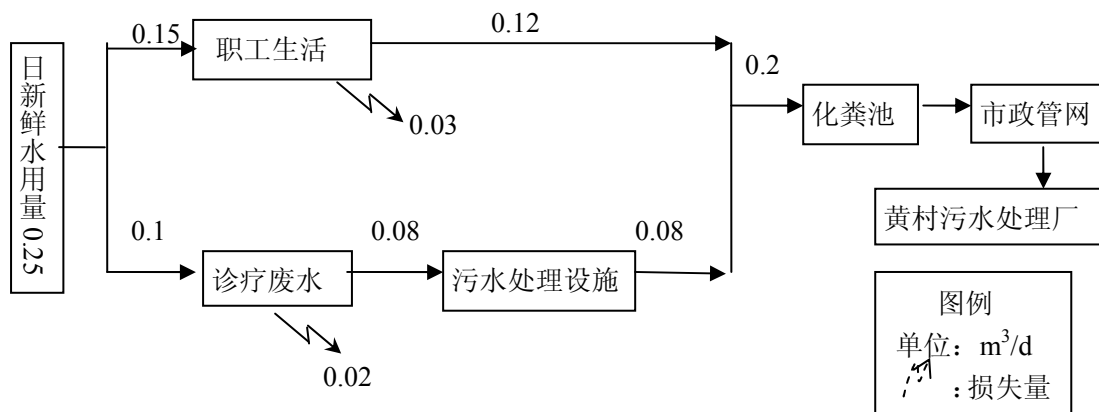 日新鲜水用量 0.25
0.15
职工生活
0.12
0.03
0.2
化粪池
市政管网
黄村污水处理厂
0.1
诊疗废水
0.08
污水处理设施
0.08
0.02
图例
单位：m³/d
：损失量